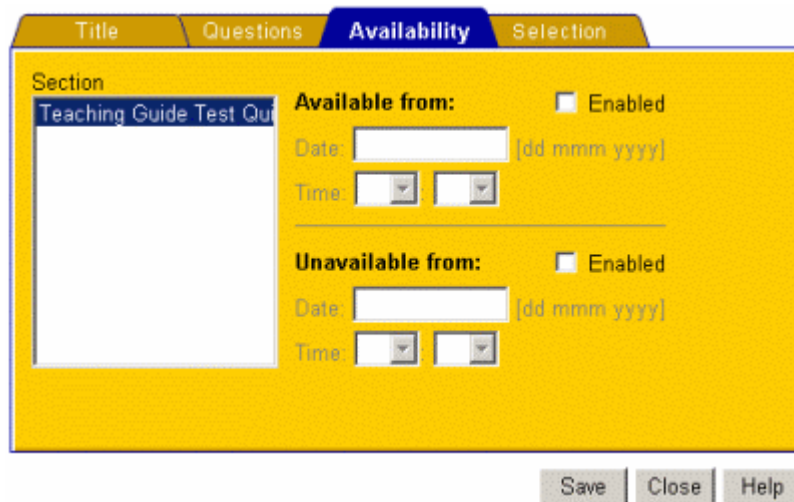 Title Questions Availability Selection
Section
Teaching Guide Test Qui
Available from: Enabled
Date: [dd mmm yyyy]
Time: :
Unavailable from: Enabled
Date: [dd mmm yyyy]
Time: :
Save Close Help